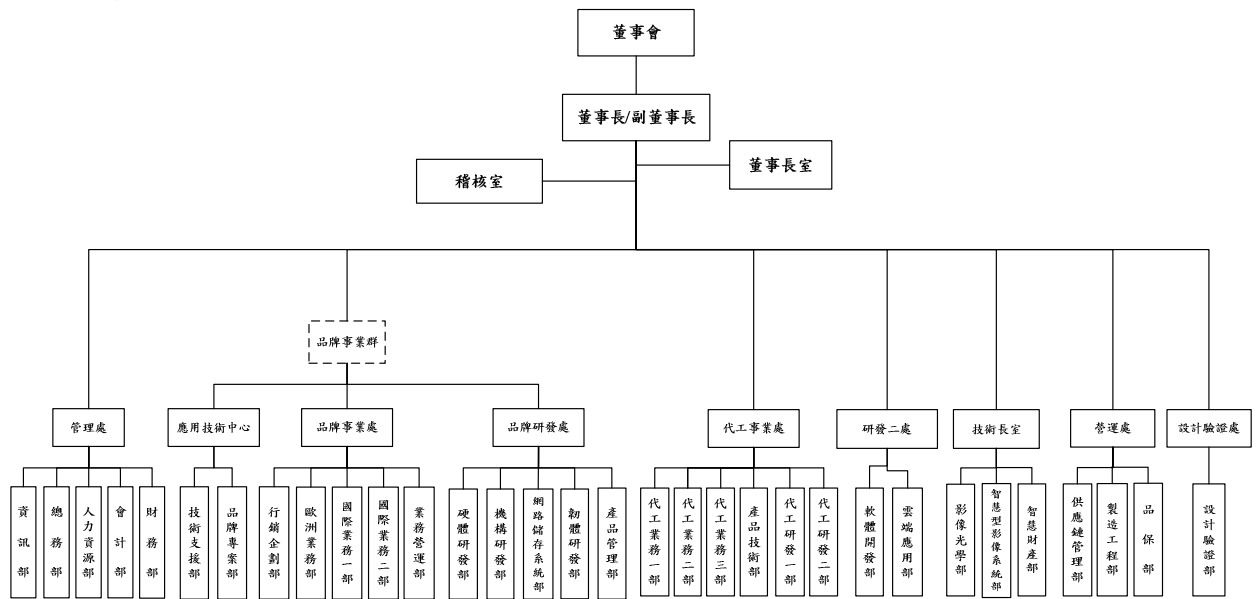 董事會
董事長/副董事長
董事長室
稽核室
品牌事業群
管理處
應用技術中心
品牌事業處
品牌研發處
代工事業處
研發二處
技術長室
營運處
設計驗證處
資訊部
總務部
人力資源部
會計部
財務部
技術支援部
品牌專案部
行銷企劃部
歐洲業務部
國際業務一部
國際業務二部
業務營運部
硬體研發部
機構研發部
網路儲存系統部
韌體研發部
產品管理部
代工業務一部
代工業務二部
代工業務三部
產品技術部
代工研發一部
代工研發二部
軟體開發部
雲端應用部
影像光學部
智慧型影像系統部
智慧財產部
供應鏈管理部
製造工程部
品保部
設計驗證部